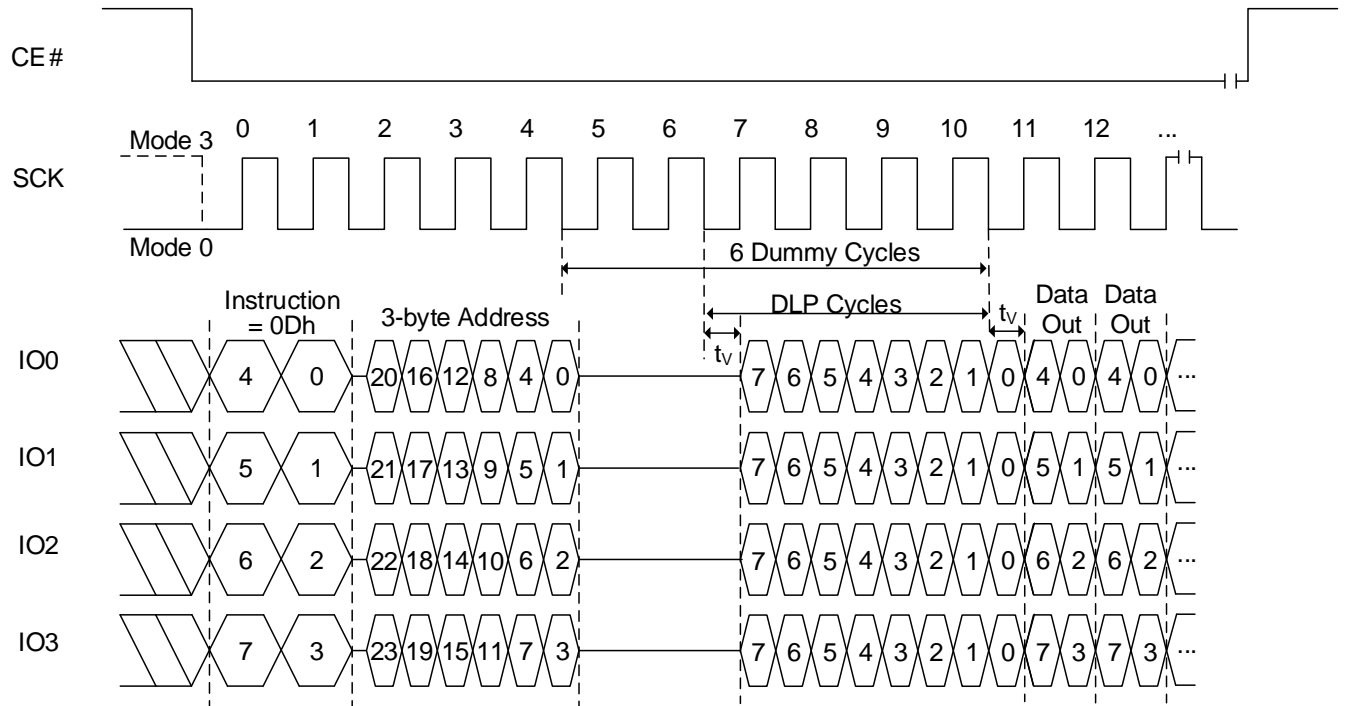 CE#
0 1 2 3 4 5 6 7 8 9 10 11 12 ...
Mode 3
SCK
Mode 0
6 Dummy Cycles
Instruction
= 0Dh
3-byte Address
DLP Cycles
Data
Out
Data
Out
tV
tV
IO0 4 0 20 16 12 8 4 0 7 6 5 4 3 2 1 0 4 0 4 0 ...
IO1 5 1 21 17 13 9 5 1 7 6 5 4 3 2 1 0 5 1 5 1 ...
IO2 6 2 22 18 14 10 6 2 7 6 5 4 3 2 1 0 6 2 6 2 ...
IO3 7 3 23 19 15 11 7 3 7 6 5 4 3 2 1 0 7 3 7 3 ...